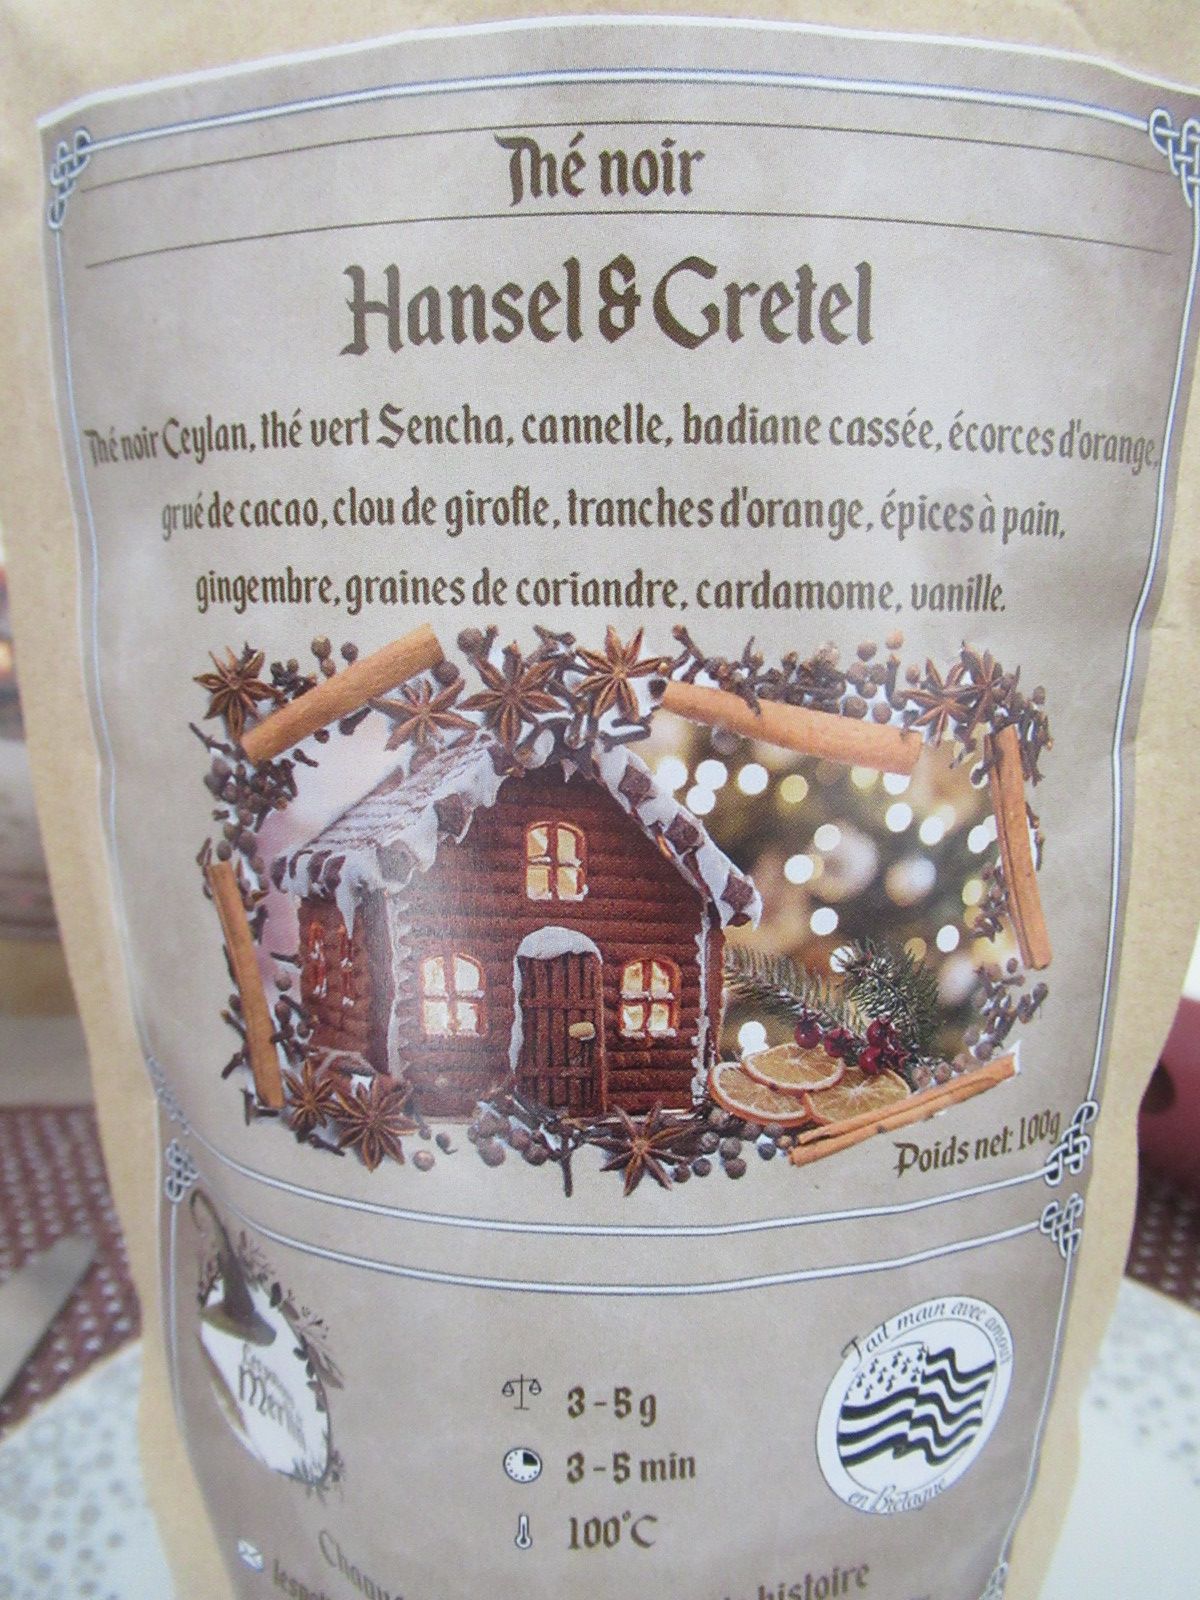 Thé noir
Hansel & Gretel
Thé noir Ceylan, thé vert Sencha, cannelle, badiane cassée, écorces d'orange,
grué de cacao, clou de girofle, tranches d'orange, épices à pain,
gingembre, graines de coriandre, cardamome, vanille.
Poids net: 100g
Merlin
3-5 g
3-5 min
100°C
Fait main avec amour
en Bretagne
histoire